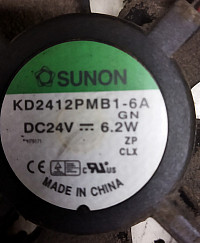 SUNON
KD2412PMB1-6A
GN
DC24V ⎓ 6.2W
ZP
CLX
MADE IN CHINA